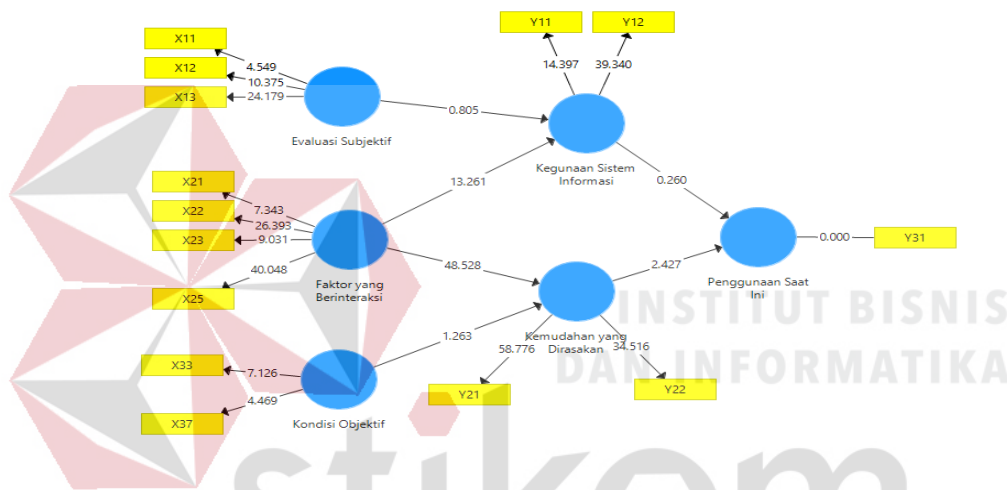 Y11
Y12
X11
14.397
39.340
X12
4.549
10.375
X13
24.179
0.805
Evaluasi Subjektif
Kegunaan Sistem
Informasi
X21
13.261
0.260
7.343
X22
26.393
X23
9.031
0.000
Y31
40.048
48.528
2.427
Faktor yang
Berinteraksi
Penggunaan Saat
Ini
X25
INSTITUT BISNIS
1.263
Kemudahan yang
Dirasakan
58.776
34.516
DAN INFORMATIKA
X33
7.126
4.469
Y21
Y22
X37
Kondisi Objektif
stikom